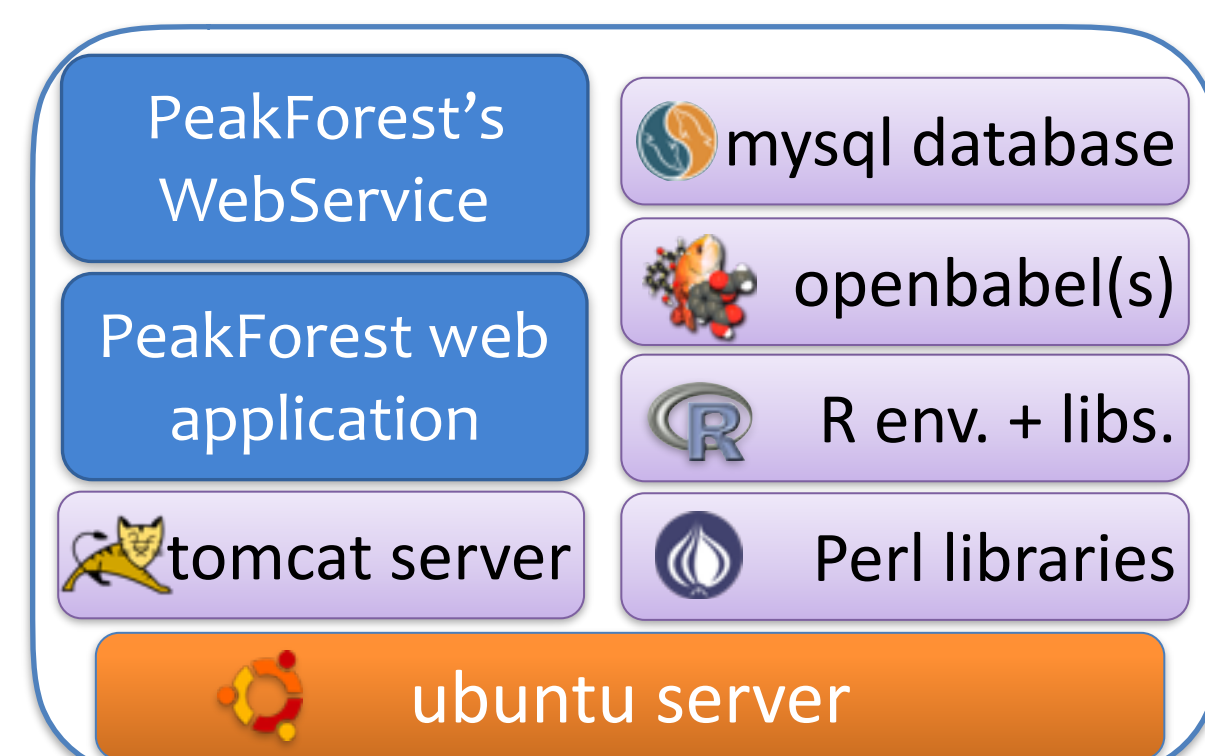 PeakForest’s
WebService
PeakForest web
application
tomcat server
mysql database
openbabel(s)
R env. + libs.
Perl libraries
ubuntu server